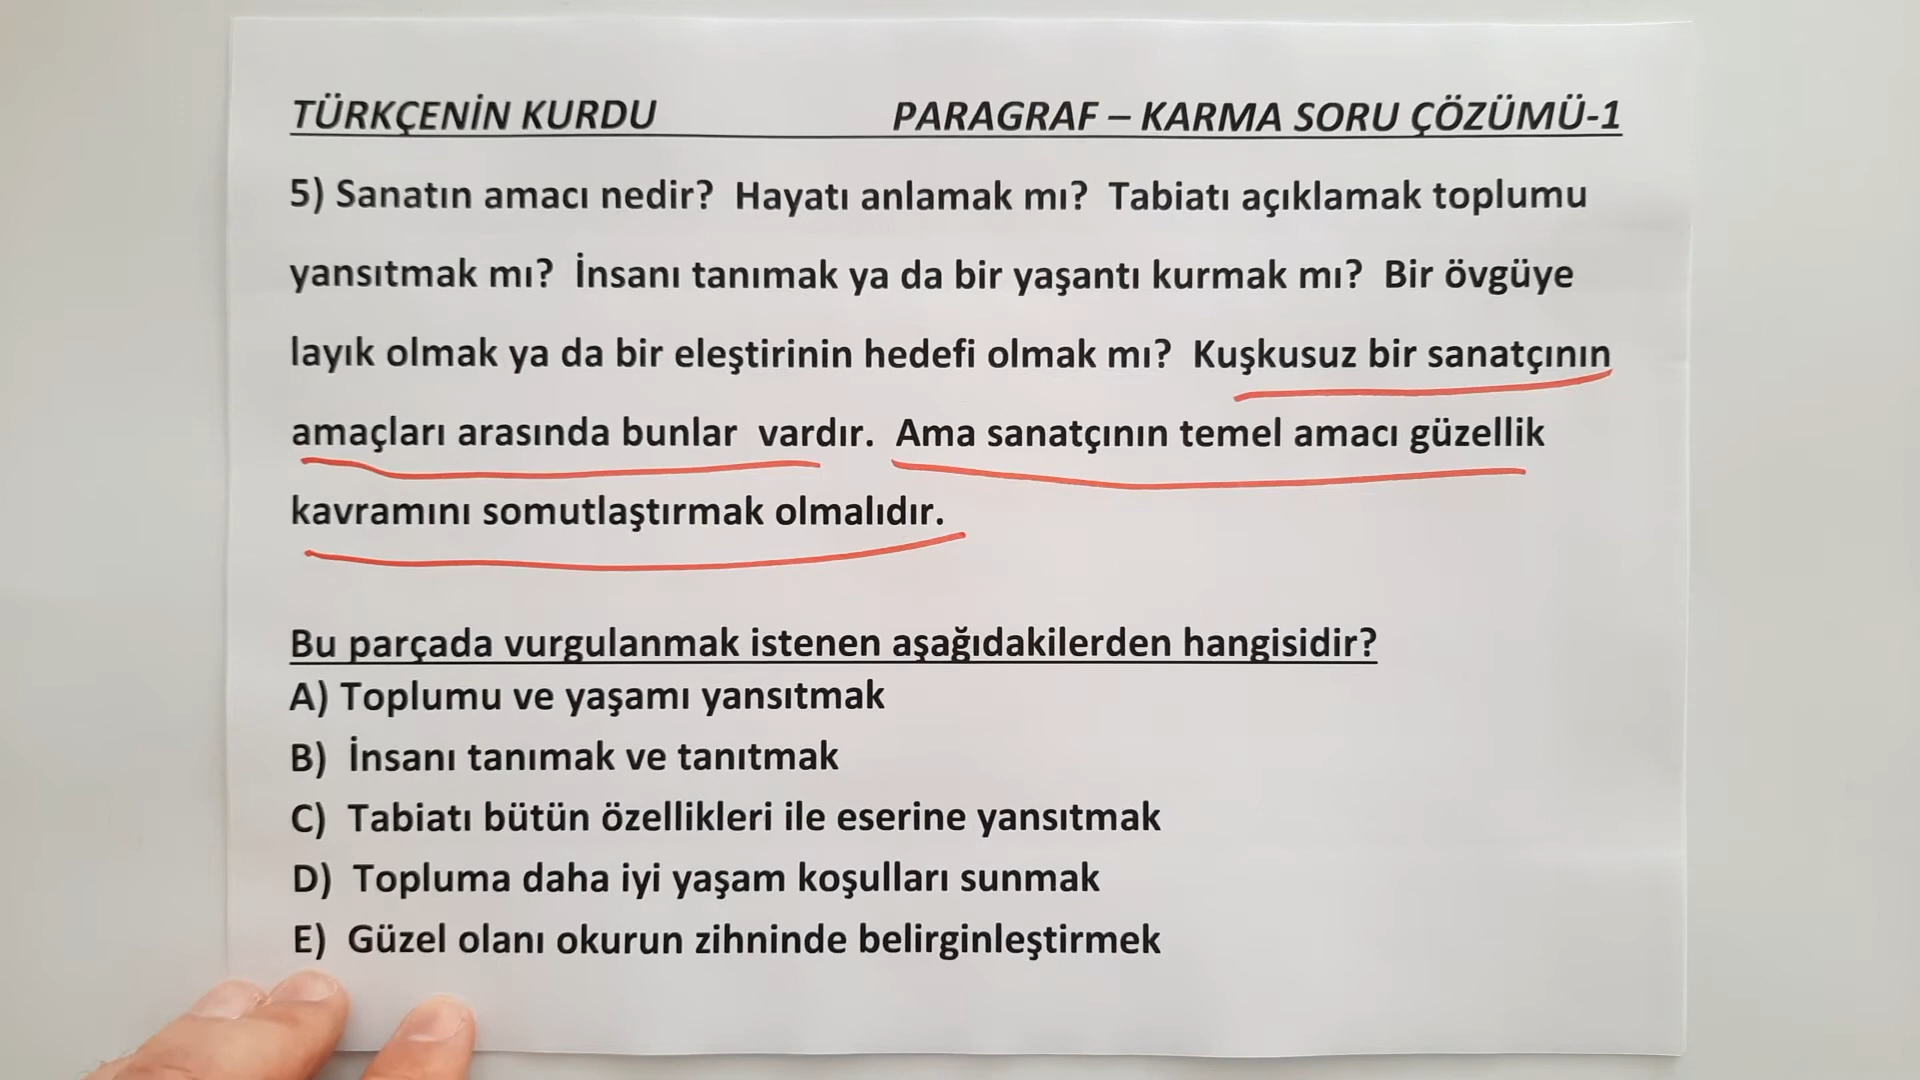 TÜRKÇENİN KURDU PARAGRAF – KARMA SORU ÇÖZÜMÜ-1
5) Sanatın amacı nedir? Hayatı anlamak mı? Tabiatı açıklamak toplumu
yansıtmak mı? İnsanı tanımak ya da bir yaşantı kurmak mı? Bir övgüye
layık olmak ya da bir eleştirinin hedefi olmak mı? Kuşkusuz bir sanatçının
amaçları arasında bunlar vardır. Ama sanatçının temel amacı güzellik
kavramını somutlaştırmak olmalıdır.
Bu parçada vurgulanmak istenen aşağıdakilerden hangisidir?
A) Toplumu ve yaşamı yansıtmak
B) İnsanı tanımak ve tanıtmak
C) Tabiatı bütün özellikleri ile eserine yansıtmak
D) Topluma daha iyi yaşam koşulları sunmak
E) Güzel olanı okurun zihninde belirginleştirmek